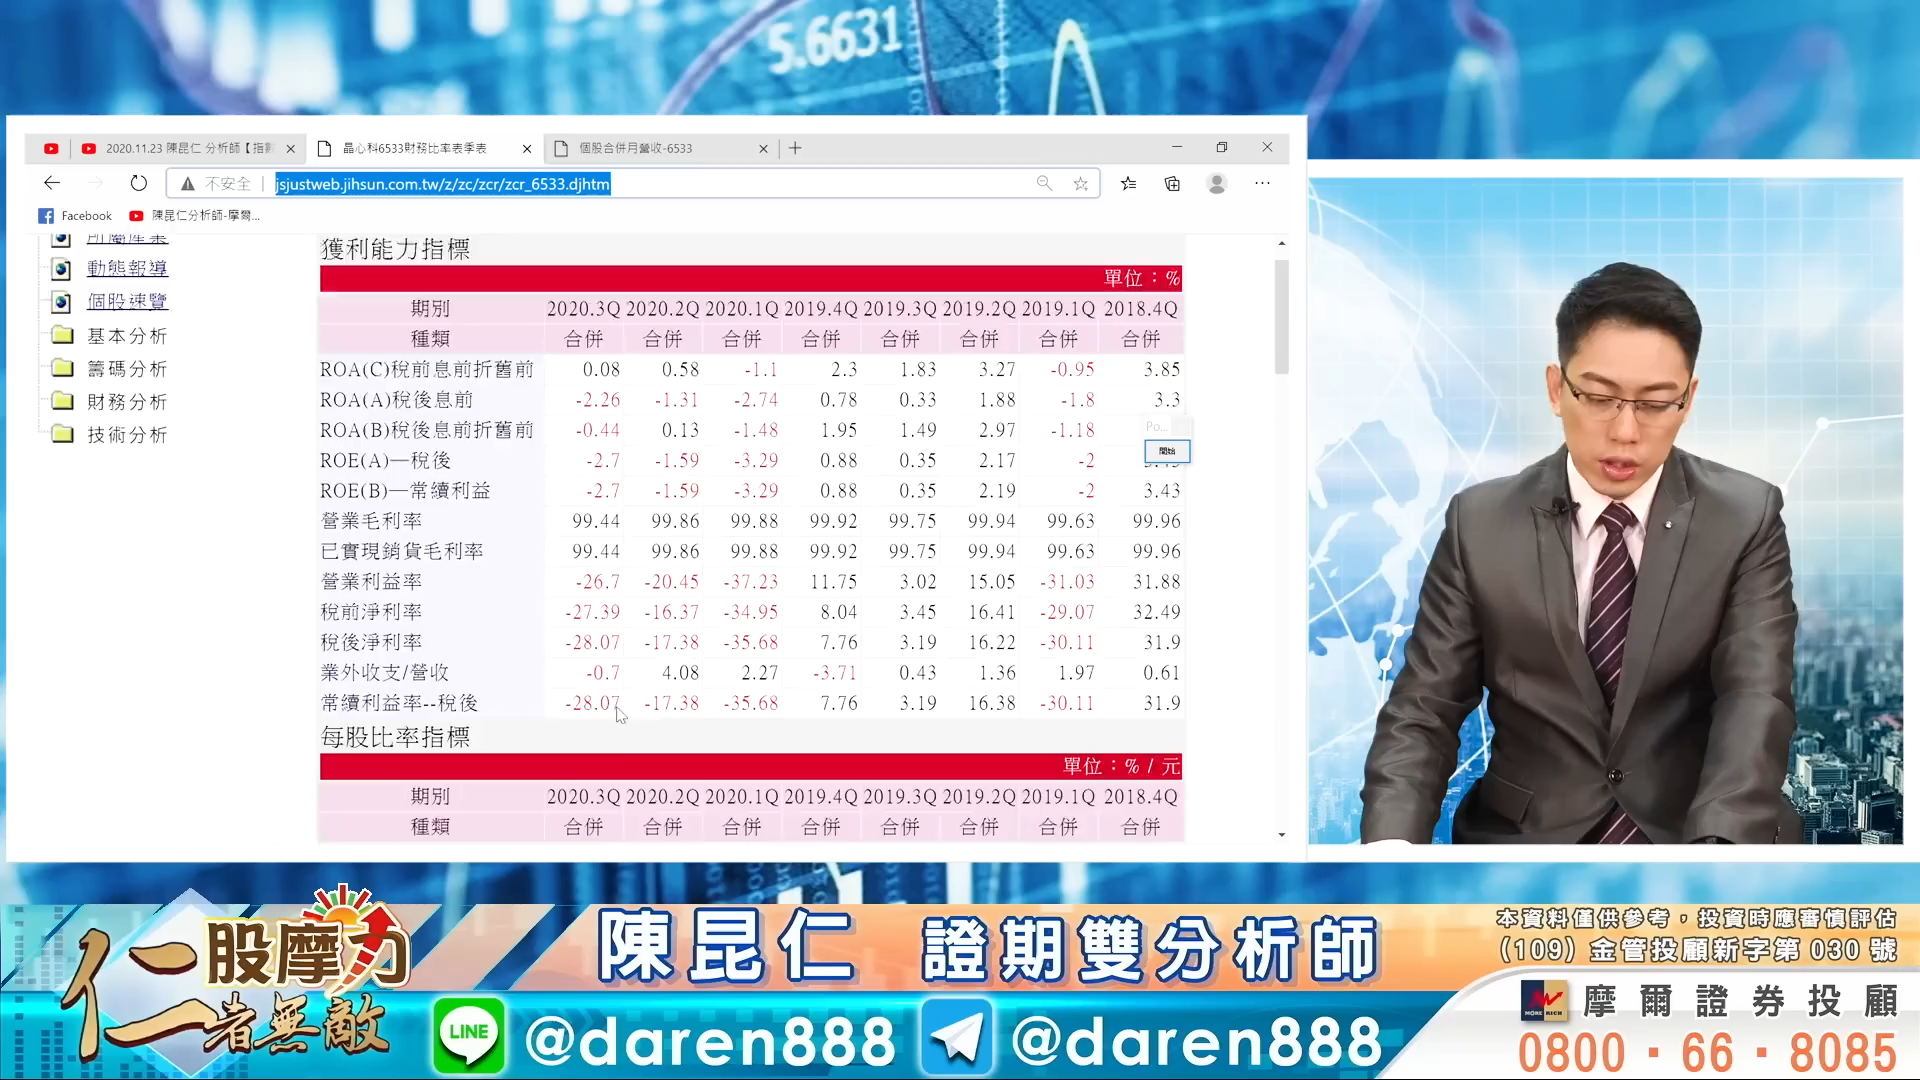 5.6631
2020.11.23 陳昆仁 分析師【指數
晶心科6533財務比率表季表
個股合併月營收-6533
不安全
jsjustweb.jihsun.com.tw/z/zc/zcr/zcr_6533.djhtm
Facebook
陳昆仁分析師-摩爾...
所屬產業
動態報導
個股速覽
基本分析
籌碼分析
財務分析
技術分析
獲利能力指標
單位：%
期別 2020.3Q 2020.2Q 2020.1Q 2019.4Q 2019.3Q 2019.2Q 2019.1Q 2018.4Q
種類 合併 合併 合併 合併 合併 合併 合併 合併
ROA(C)稅前息前折舊前 0.08 0.58 -1.1 2.3 1.83 3.27 -0.95 3.85
ROA(A)稅後息前 -2.26 -1.31 -2.74 0.78 0.33 1.88 -1.8 3.3
ROA(B)稅後息前折舊前 -0.44 0.13 -1.48 1.95 1.49 2.97 -1.18
Po...
開始
ROE(A)─稅後 -2.7 -1.59 -3.29 0.88 0.35 2.17 -2
ROE(B)─常續利益 -2.7 -1.59 -3.29 0.88 0.35 2.19 -2 3.43
營業毛利率 99.44 99.86 99.88 99.92 99.75 99.94 99.63 99.96
已實現銷貨毛利率 99.44 99.86 99.88 99.92 99.75 99.94 99.63 99.96
營業利益率 -26.7 -20.45 -37.23 11.75 3.02 15.05 -31.03 31.88
稅前淨利率 -27.39 -16.37 -34.95 8.04 3.45 16.41 -29.07 32.49
稅後淨利率 -28.07 -17.38 -35.68 7.76 3.19 16.22 -30.11 31.9
業外收支/營收 -0.7 4.08 2.27 -3.71 0.43 1.36 1.97 0.61
常續利益率--稅後 -28.07 -17.38 -35.68 7.76 3.19 16.38 -30.11 31.9
每股比率指標
單位：% / 元
期別 2020.3Q 2020.2Q 2020.1Q 2019.4Q 2019.3Q 2019.2Q 2019.1Q 2018.4Q
種類 合併 合併 合併 合併 合併 合併 合併 合併
股摩力
仁者無敵
陳昆仁 證期雙分析師
LINE @daren888 @daren888
本資料僅供參考，投資時應審慎評估
(109) 金管投顧新字第 030 號
MORE RICH
摩爾證券投顧
0800·66·8085